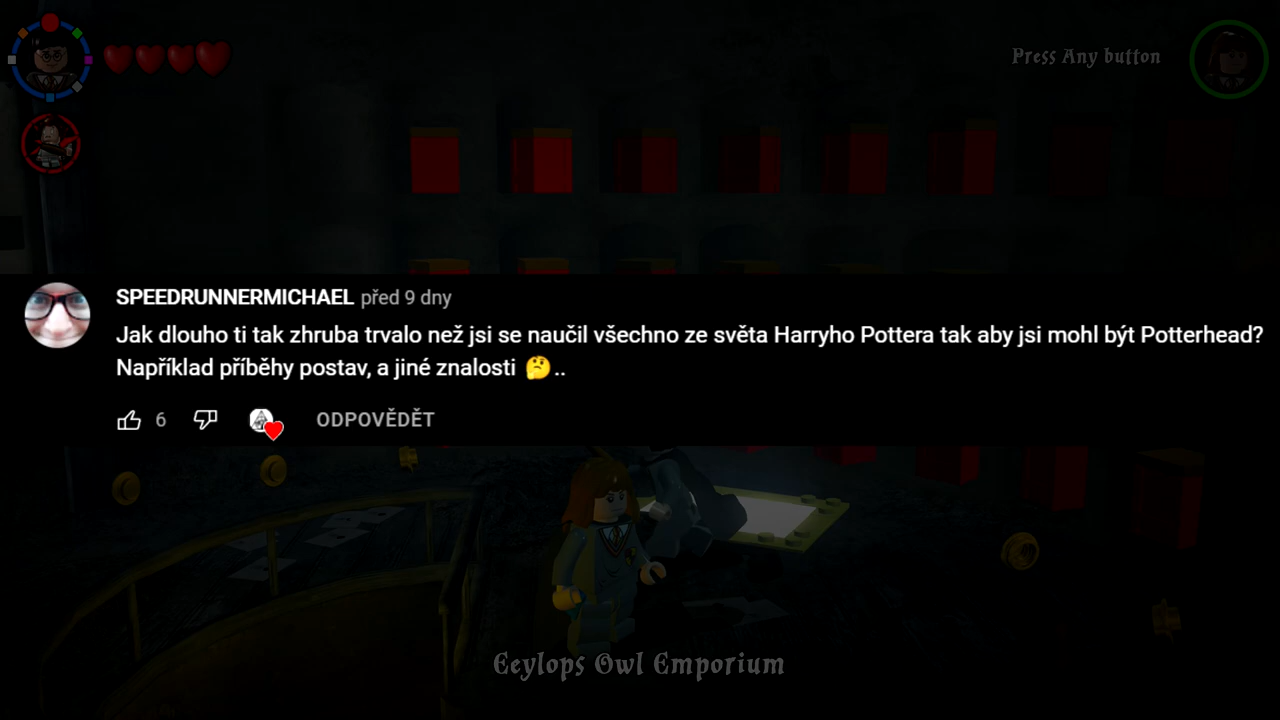 Press Any button
SPEEDRUNNERMICHAEL před 9 dny
Jak dlouho ti tak zhruba trvalo než jsi se naučil všechno ze světa Harryho Pottera tak aby jsi mohl být Potterhead?
Například příběhy postav, a jiné znalosti 🤔..
6 ODPOVĚDĚT
Eeylops Owl Emporium